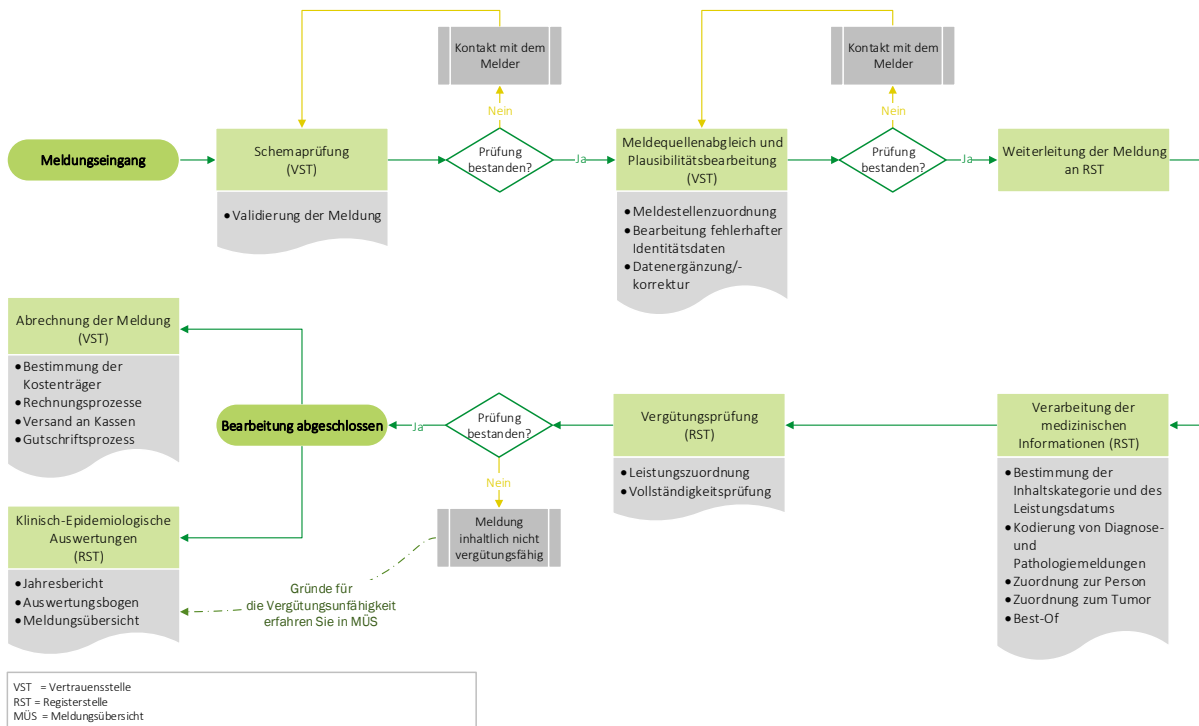 Kontakt mit dem
Melder
Kontakt mit dem
Melder
Nein
Nein
Meldungseingang
Schemaprüfung
(VST)
Prüfung
bestanden?
Ja
Meldequellenabgleich und
Plausibilitätsbearbeitung
(VST)
Prüfung
bestanden?
Ja
Weiterleitung der Meldung
an RST
● Validierung der Meldung
● Meldestellenzuordnung
● Bearbeitung fehlerhafter
Identitätsdaten
● Datenergänzung/-
korrektur
Abrechnung der Meldung
(VST)
● Bestimmung der
Kostenträger
● Rechnungsprozesse
● Versand an Kassen
● Gutschriftsprozess
Bearbeitung abgeschlossen
Ja
Prüfung
bestanden?
Vergütungsprüfung
(RST)
Verarbeitung der
medizinischen
Informationen (RST)
● Leistungszuordnung
● Vollständigkeitsprüfung
● Bestimmung der
Inhaltskategorie und des
Leistungsdatums
● Kodierung von Diagnose-
und
Pathologiemeldungen
● Zuordnung zur Person
● Zuordnung zum Tumor
● Best-Of
Nein
Meldung
inhaltlich nicht
vergütungsfähig
Klinisch-Epidemiologische
Auswertungen
(RST)
● Jahresbericht
● Auswertungsbogen
● Meldungsübersicht
Gründe für
die Vergütungsunfähigkeit
erfahren Sie in MÜS
VST = Vertrauensstelle
RST = Registerstelle
MÜS = Meldungsübersicht